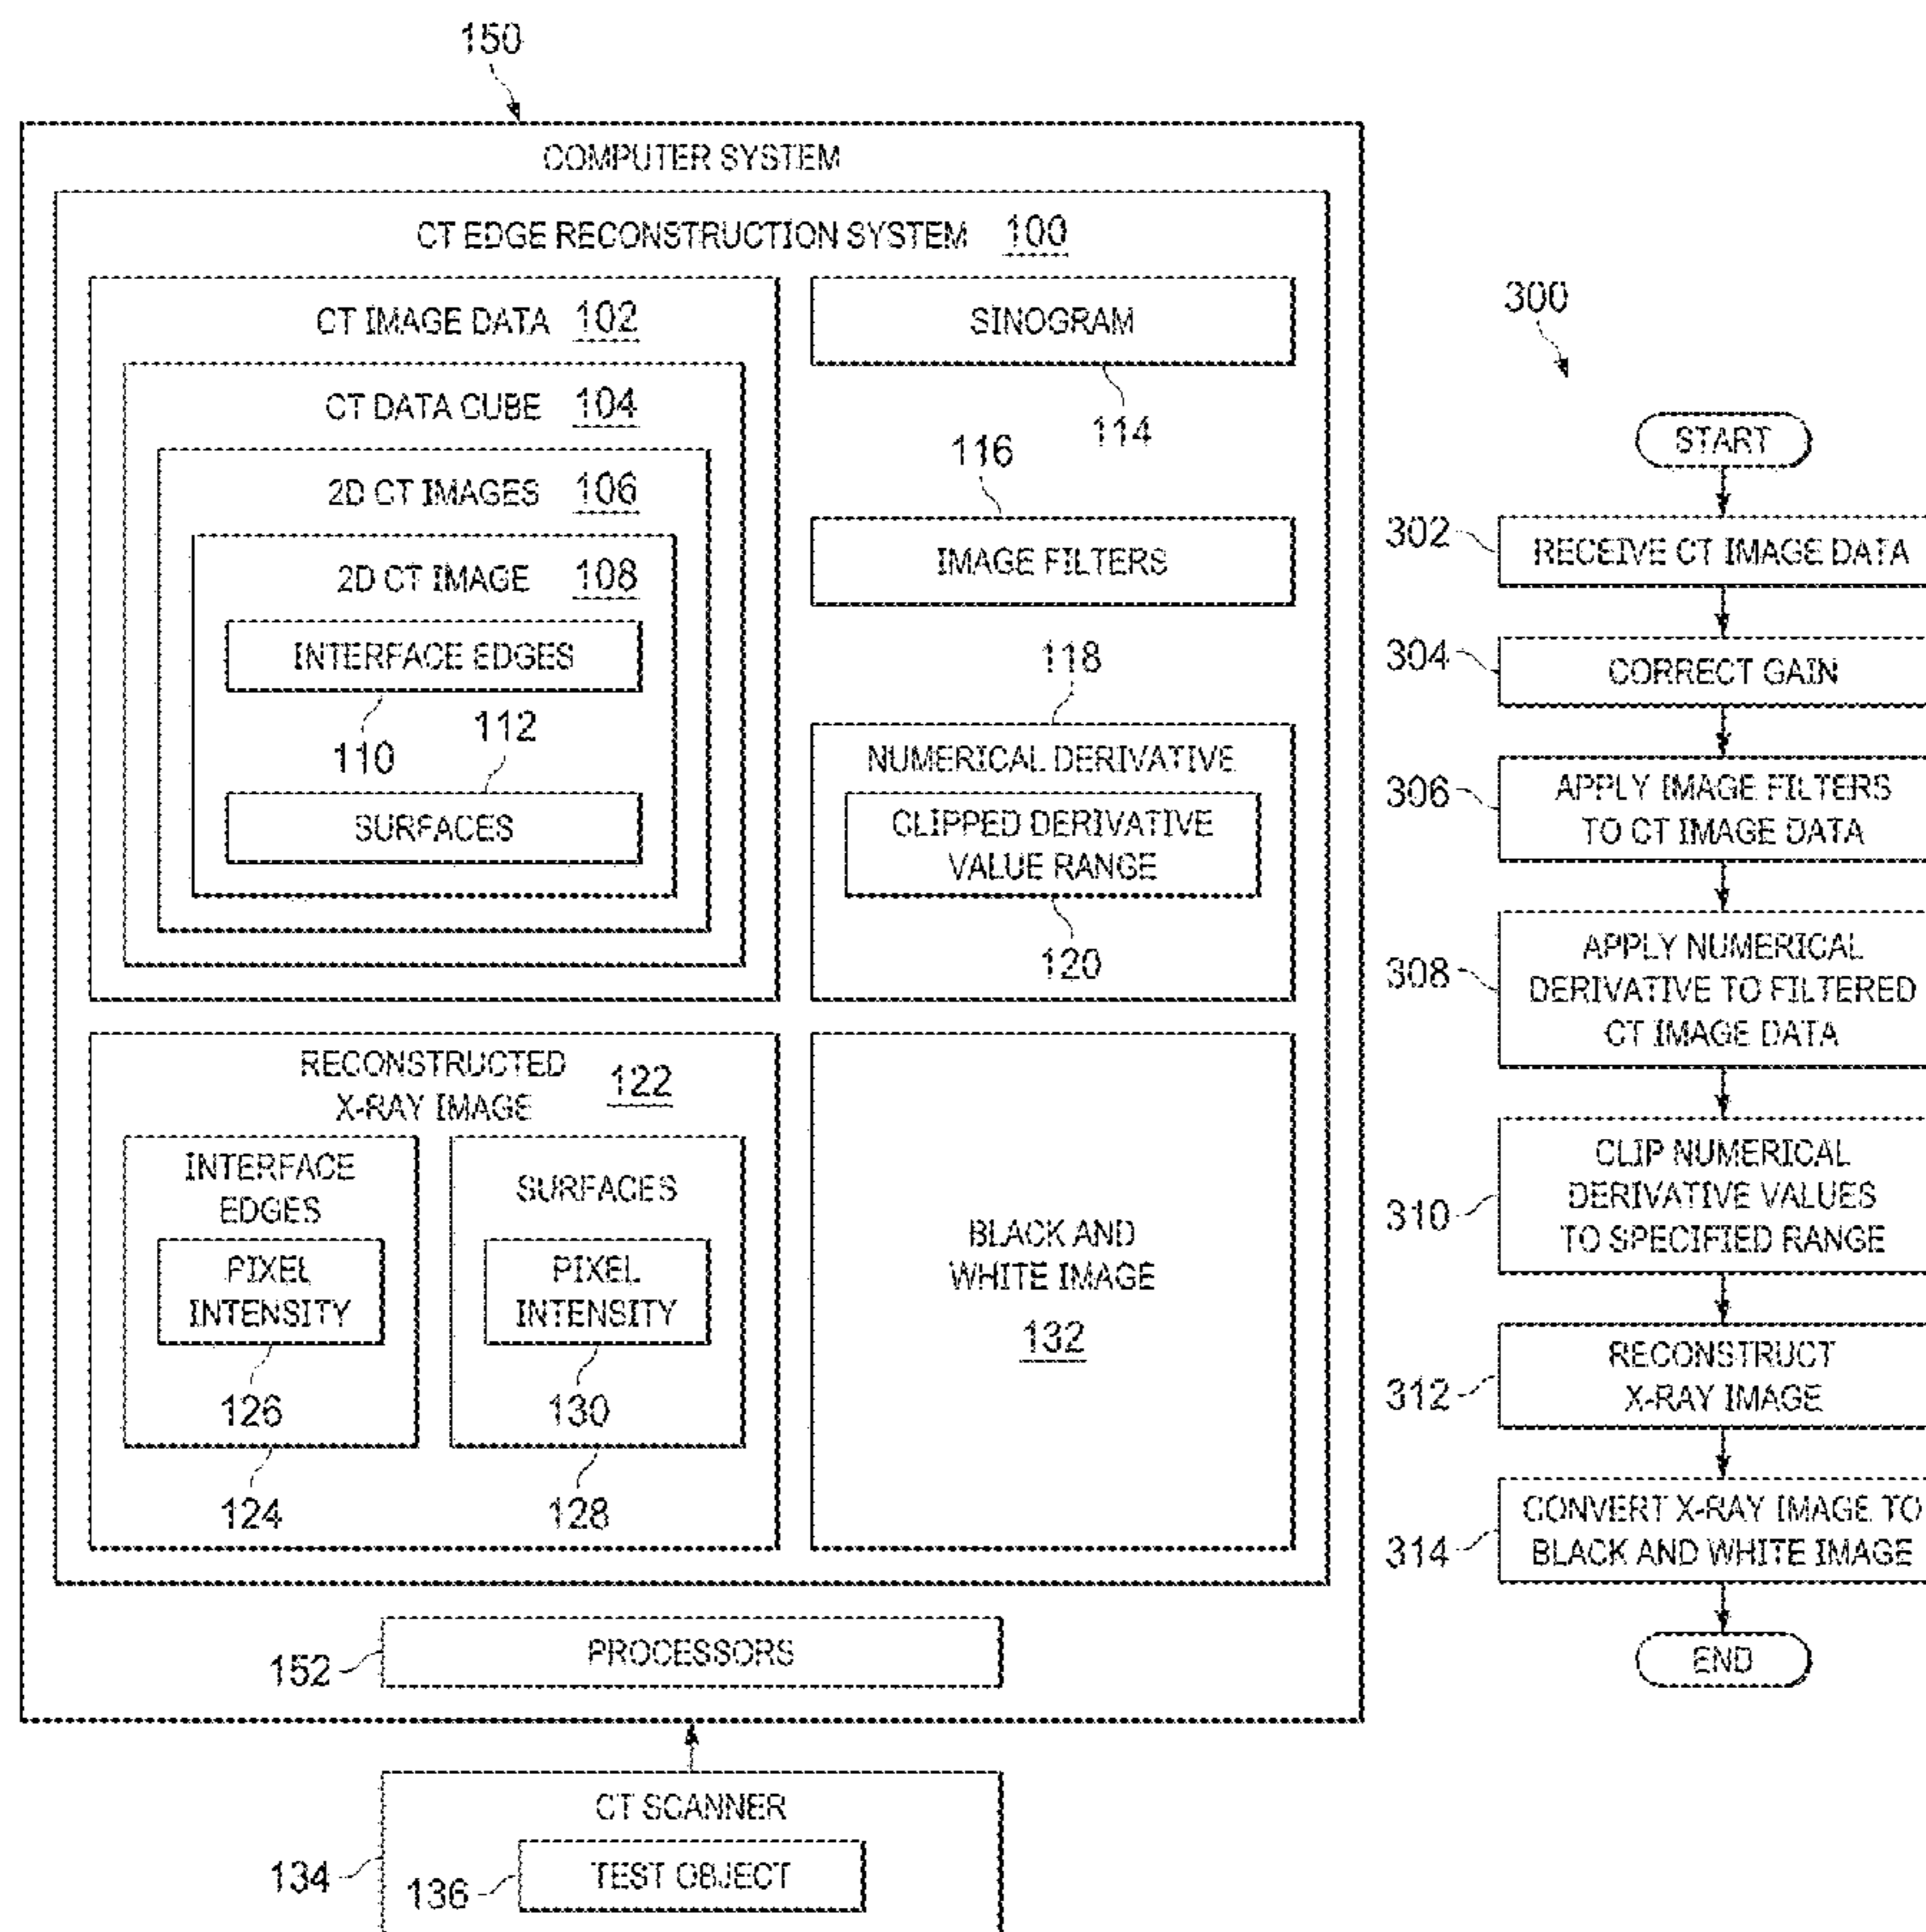 150
COMPUTER SYSTEM
CT EDGE RECONSTRUCTION SYSTEM 100
CT IMAGE DATA 102
CT DATA CUBE 104
2D CT IMAGES 106
2D CT IMAGE 108
INTERFACE EDGES
110
112
SURFACES
SINOGRAM
114
116
IMAGE FILTERS
118
NUMERICAL DERIVATIVE
CLIPPED DERIVATIVE
VALUE RANGE
120
RECONSTRUCTED
X-RAY IMAGE
122
INTERFACE
EDGES
PIXEL
INTENSITY
126
124
SURFACES
PIXEL
INTENSITY
130
128
BLACK AND
WHITE IMAGE
132
152
PROCESSORS
CT SCANNER
134
136
TEST OBJECT
300
START
302
RECEIVE CT IMAGE DATA
304
CORRECT GAIN
306
APPLY IMAGE FILTERS
TO CT IMAGE DATA
308
APPLY NUMERICAL
DERIVATIVE TO FILTERED
CT IMAGE DATA
310
CLIP NUMERICAL
DERIVATIVE VALUES
TO SPECIFIED RANGE
312
RECONSTRUCT
X-RAY IMAGE
314
CONVERT X-RAY IMAGE TO
BLACK AND WHITE IMAGE
END